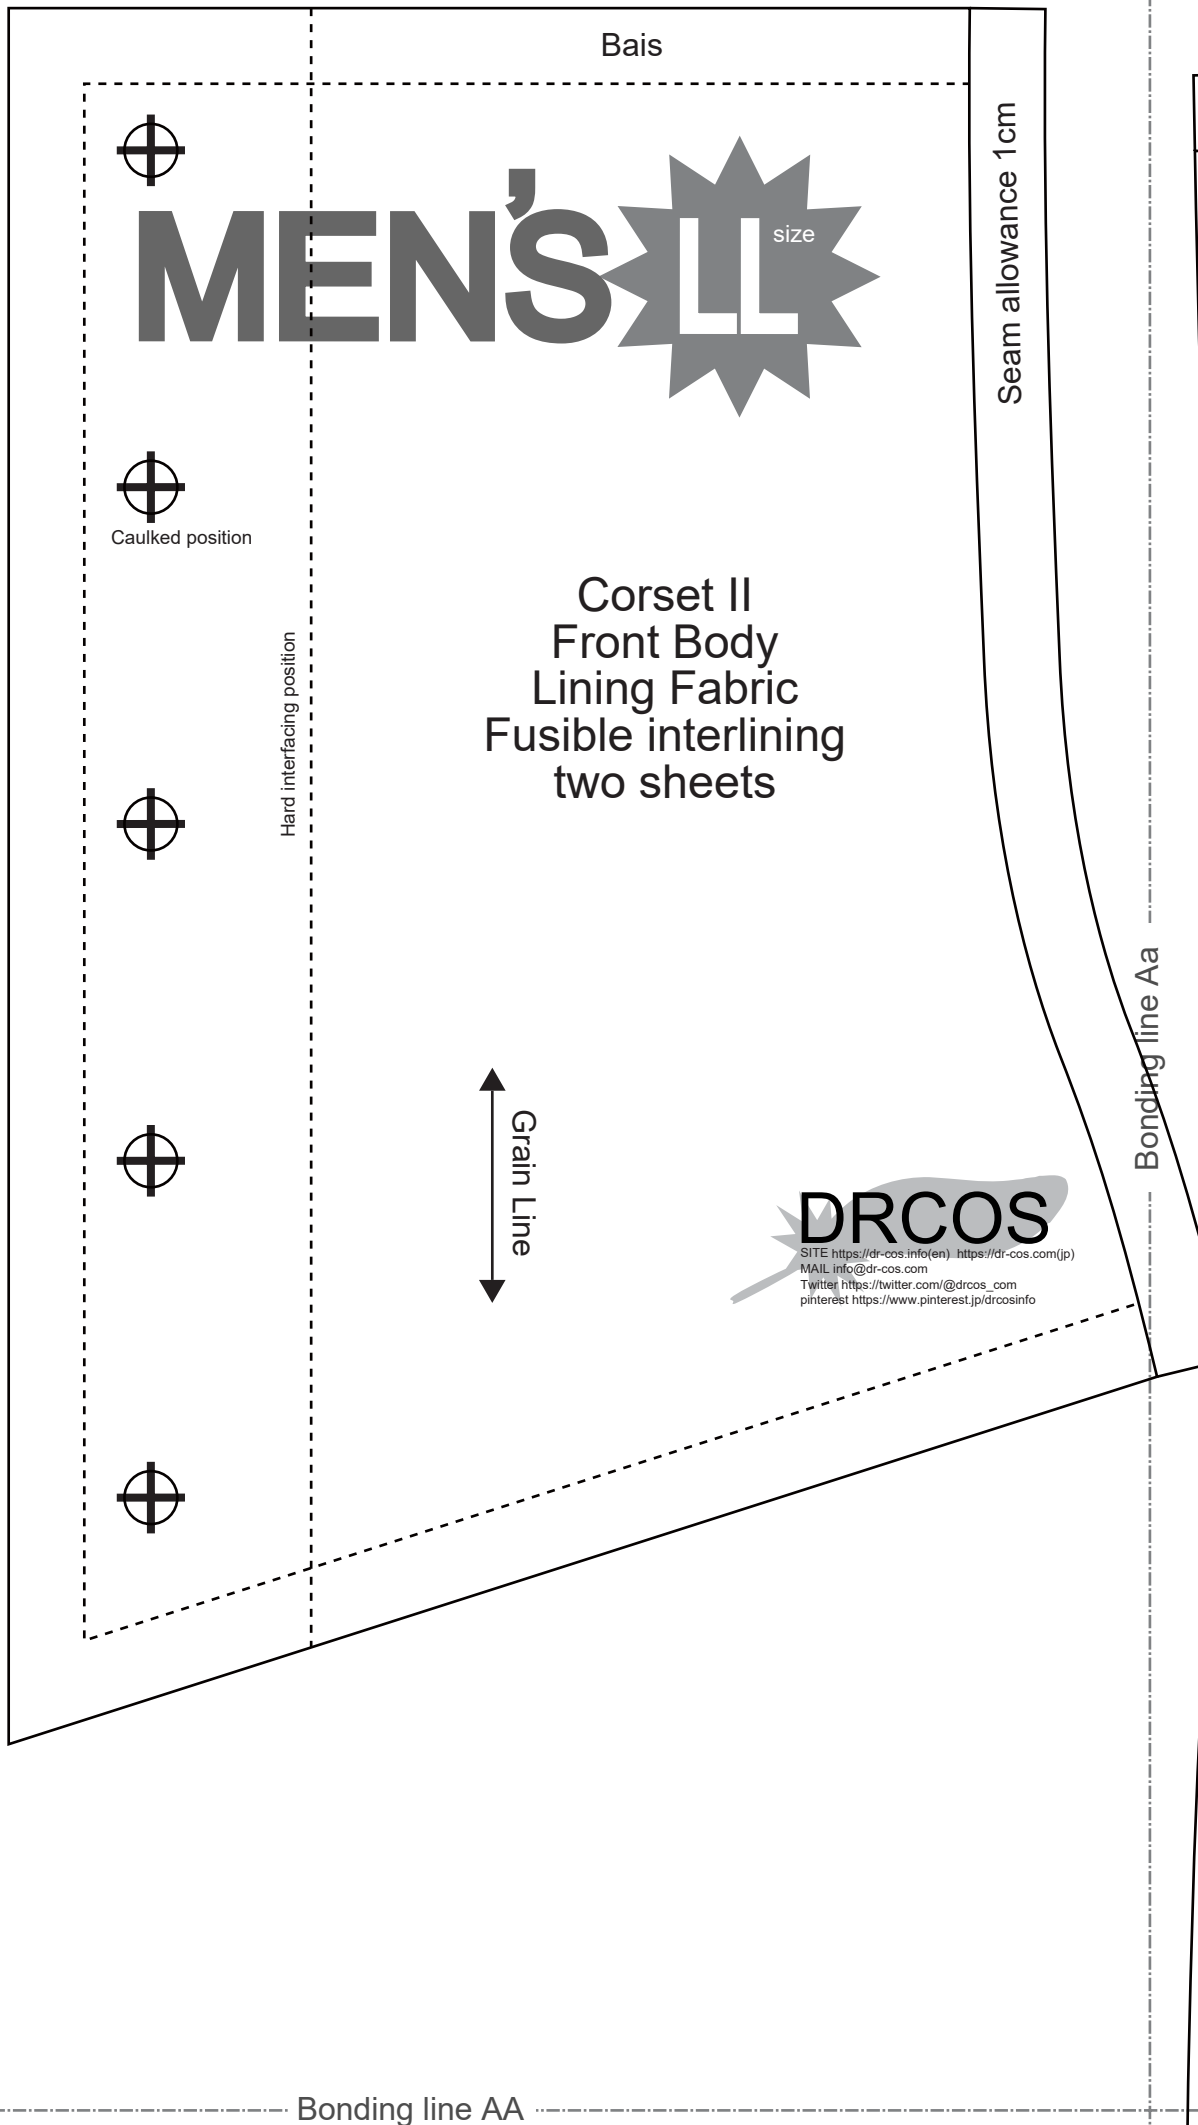 Bais
Seam allowance 1cm
MEN'S LL size
Caulked position
Hard interfacing position
Corset II
Front Body
Lining Fabric
Fusible interlining
two sheets
Bonding line Aa
Grain Line
DRCOS
SITE https://dr-cos.info(en) https://dr-cos.com(jp)
MAIL info@dr-cos.com
Twitter https://twitter.com/@drcos_com
pinterest https://www.pinterest.jp/drcosinfo
Bonding line AA